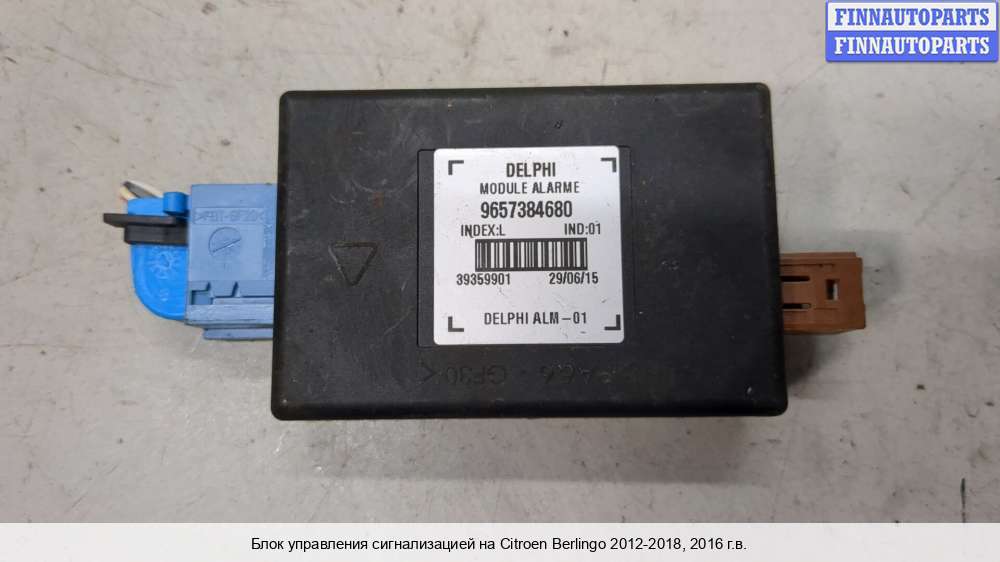 FINNAUTOPARTS
FINNAUTOPARTS
DELPHI
MODULE ALARME
9657384680
INDEX:L IND:01
39359901 29/06/15
DELPHI ALM-01
GF30<
Блок управления сигнализацией на Citroen Berlingo 2012-2018, 2016 г.в.